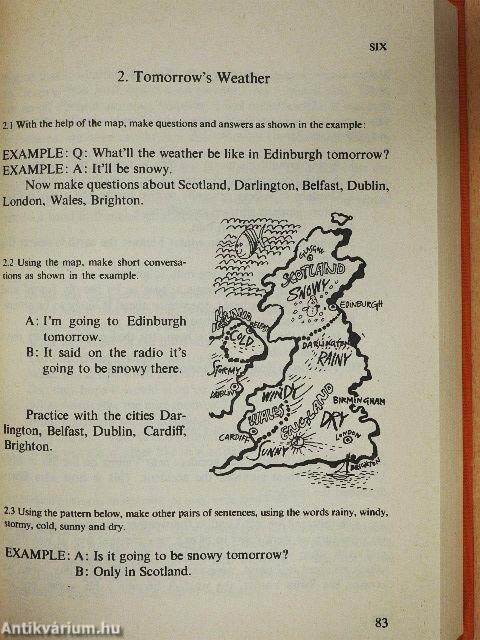 SIX
2. Tomorrow's Weather
2.1 With the help of the map, make questions and answers as shown in the example:
EXAMPLE: Q: What'll the weather be like in Edinburgh tomorrow?
EXAMPLE: A: It'll be snowy.
Now make questions about Scotland, Darlington, Belfast, Dublin,
London, Wales, Brighton.
2.2 Using the map, make short conversa-
tions as shown in the example.
A: I'm going to Edinburgh
tomorrow.
B: It said on the radio it's
going to be snowy there.
Practice with the cities Dar-
lington, Belfast, Dublin, Cardiff,
Brighton.
GLASGOW
SCOTLAND
SNOWY
EDINBURGH
COLD
DARLINGTON
RAINY
STORMY
DUBLIN
WINDY
BIRMINGHAM
WALES
ENGLAND
DRY
CARDIFF
LONDON
SUNNY
BRIGHTON
2.3 Using the pattern below, make other pairs of sentences, using the words rainy, windy,
stormy, cold, sunny and dry.
EXAMPLE: A: Is it going to be snowy tomorrow?
B: Only in Scotland.
83
Antikvárium.hu